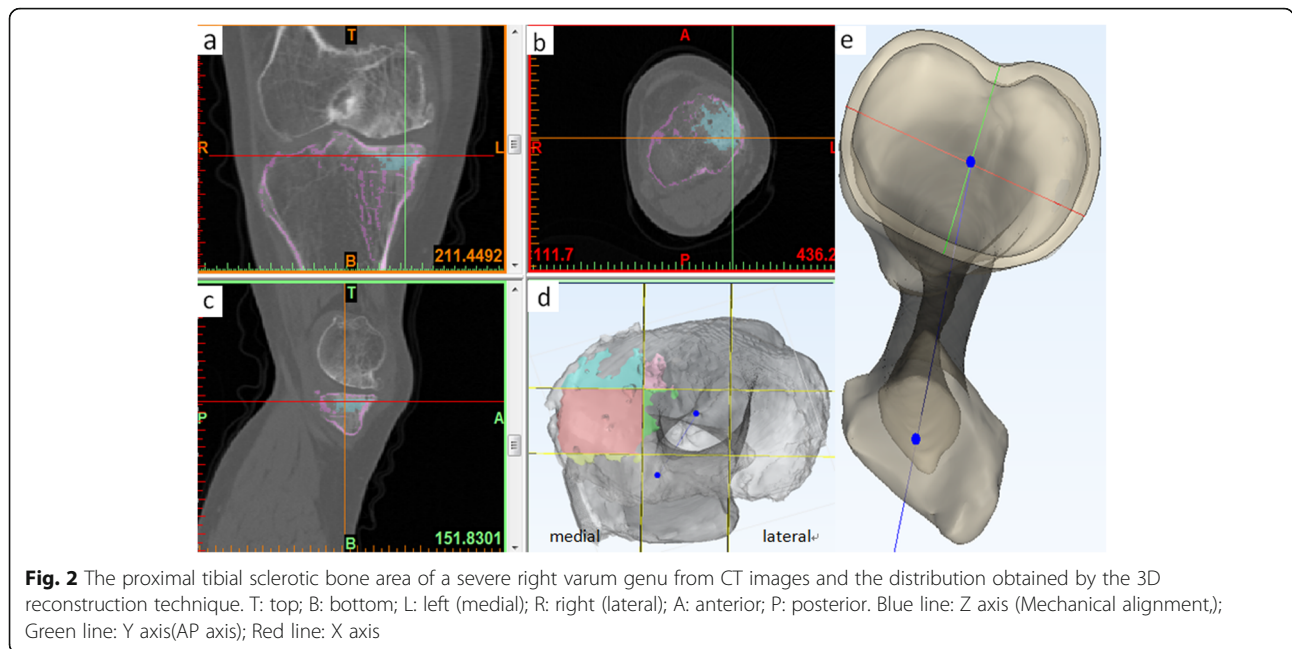 a
T
R
L
B
211.4492
b
A
R
L
P
1111.7
436.2
c
T
P
A
B
151.8301
d
medial
lateral
e
Fig. 2 The proximal tibial sclerotic bone area of a severe right varum genu from CT images and the distribution obtained by the 3D
reconstruction technique. T: top; B: bottom; L: left (medial); R: right (lateral); A: anterior; P: posterior. Blue line: Z axis (Mechanical alignment,);
Green line: Y axis(AP axis); Red line: X axis